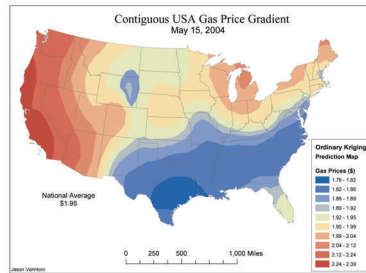 Contiguous USA Gas Price Gradient
May 15, 2004
National Average
$1.95
0 250 500 1,000 Miles
Ordinary Kriging
Prediction Map
Gas Prices ($)
1.76 - 1.82
1.82 - 1.86
1.86 - 1.89
1.89 - 1.92
1.92 - 1.95
1.95 - 1.99
1.99 - 2.04
2.04 - 2.12
2.12 - 2.24
2.24 - 2.39
Jason VanHorn